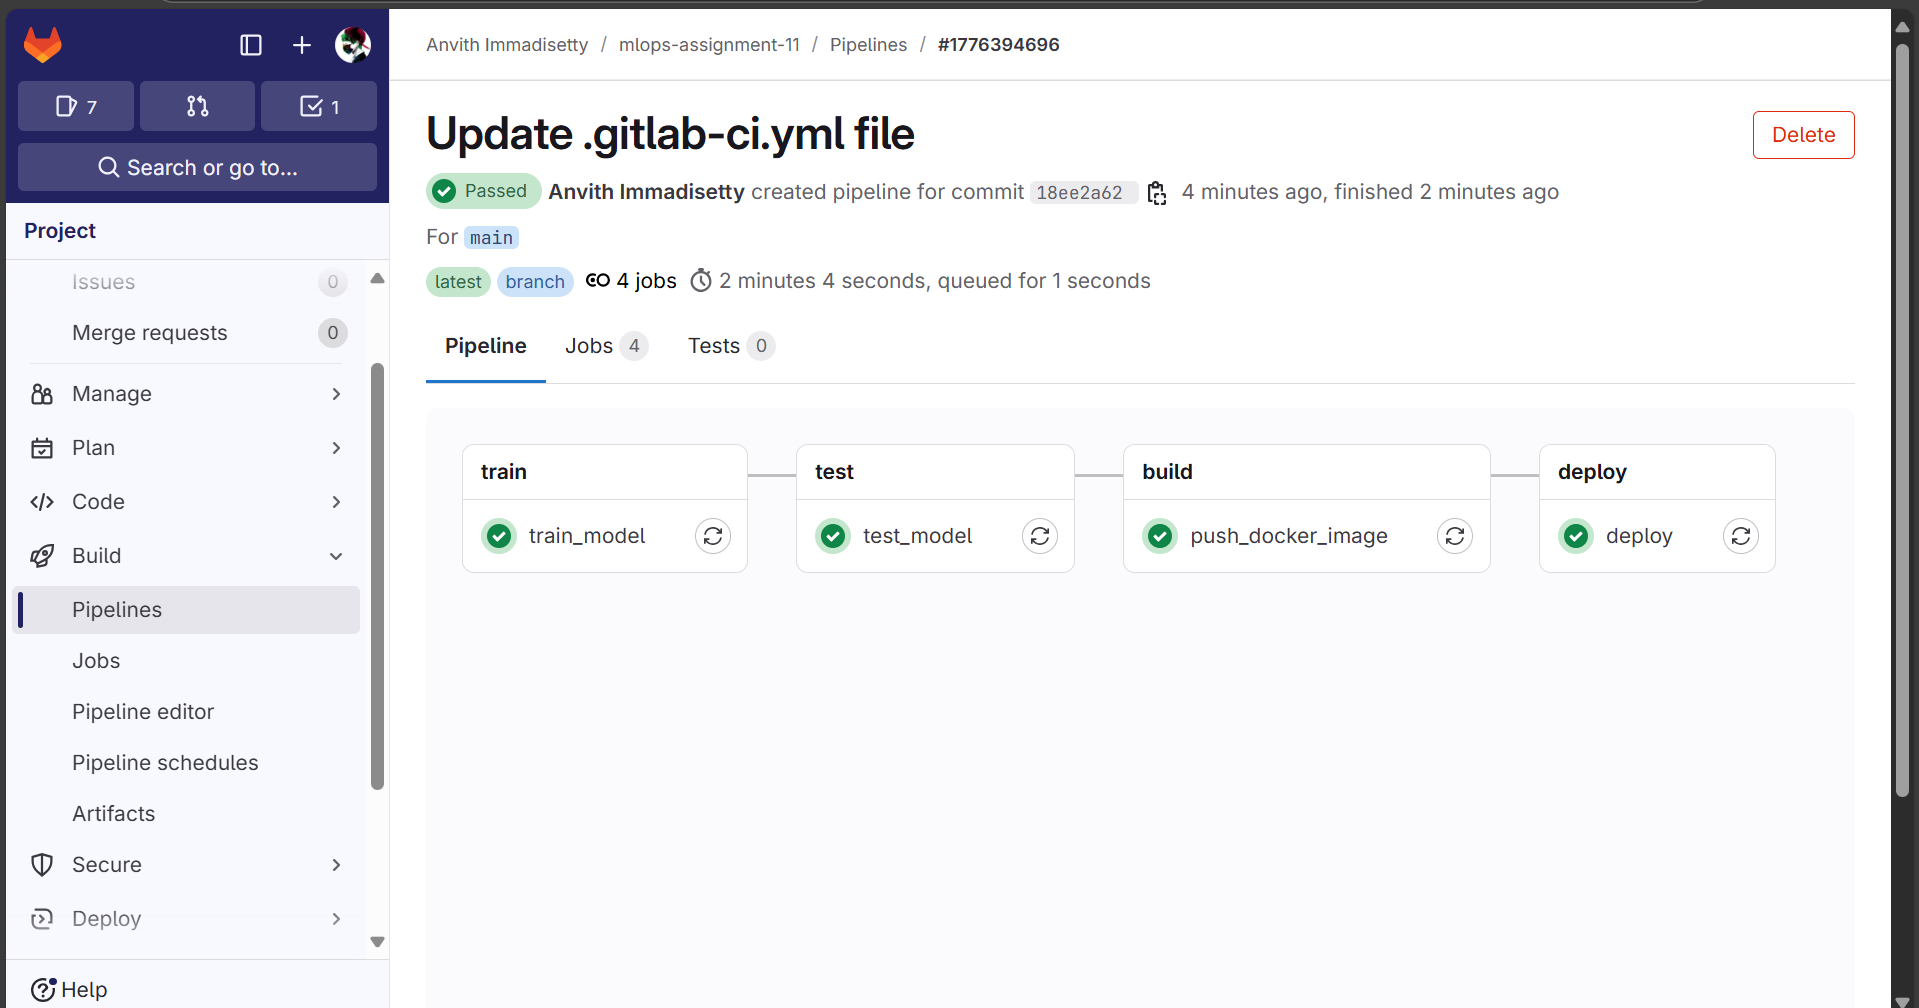 7
1
Search or go to...
Project
Issues 0
Merge requests 0
Manage
Plan
Code
Build
Pipelines
Jobs
Pipeline editor
Pipeline schedules
Artifacts
Secure
Deploy
Help
Anvith Immadisetty / mlops-assignment-11 / Pipelines / #1776394696
Update .gitlab-ci.yml file
Delete
Passed Anvith Immadisetty created pipeline for commit 18ee2a62 4 minutes ago, finished 2 minutes ago
For main
latest branch 4 jobs 2 minutes 4 seconds, queued for 1 seconds
Pipeline Jobs 4 Tests 0
train
train_model
test
test_model
build
push_docker_image
deploy
deploy